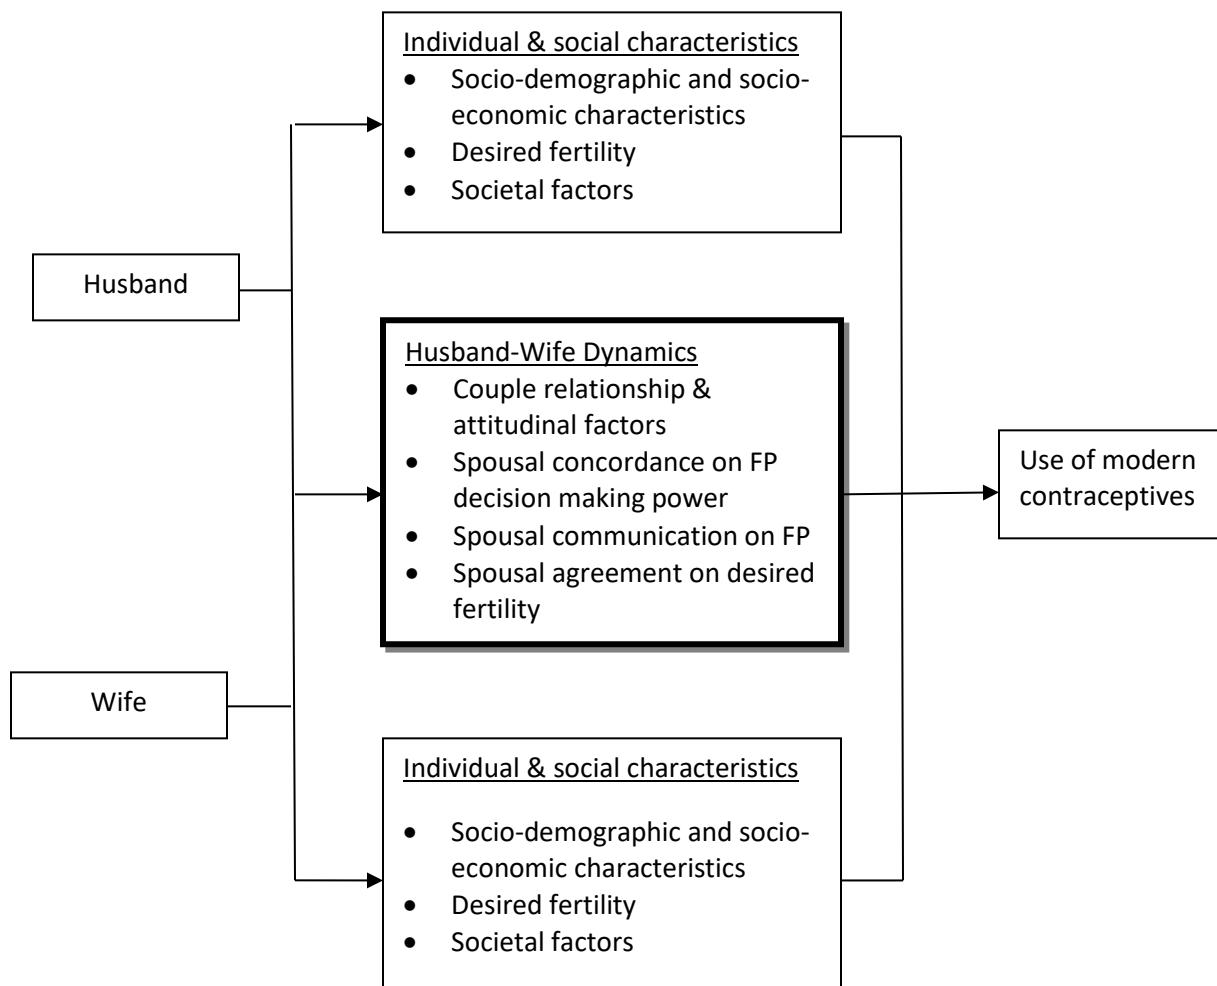 Individual & social characteristics
• Socio-demographic and socio-
economic characteristics
• Desired fertility
• Societal factors
Husband
Husband-Wife Dynamics
• Couple relationship &
attitudinal factors
• Spousal concordance on FP
decision making power
• Spousal communication on FP
• Spousal agreement on desired
fertility
Use of modern
contraceptives
Wife
Individual & social characteristics
• Socio-demographic and socio-
economic characteristics
• Desired fertility
• Societal factors